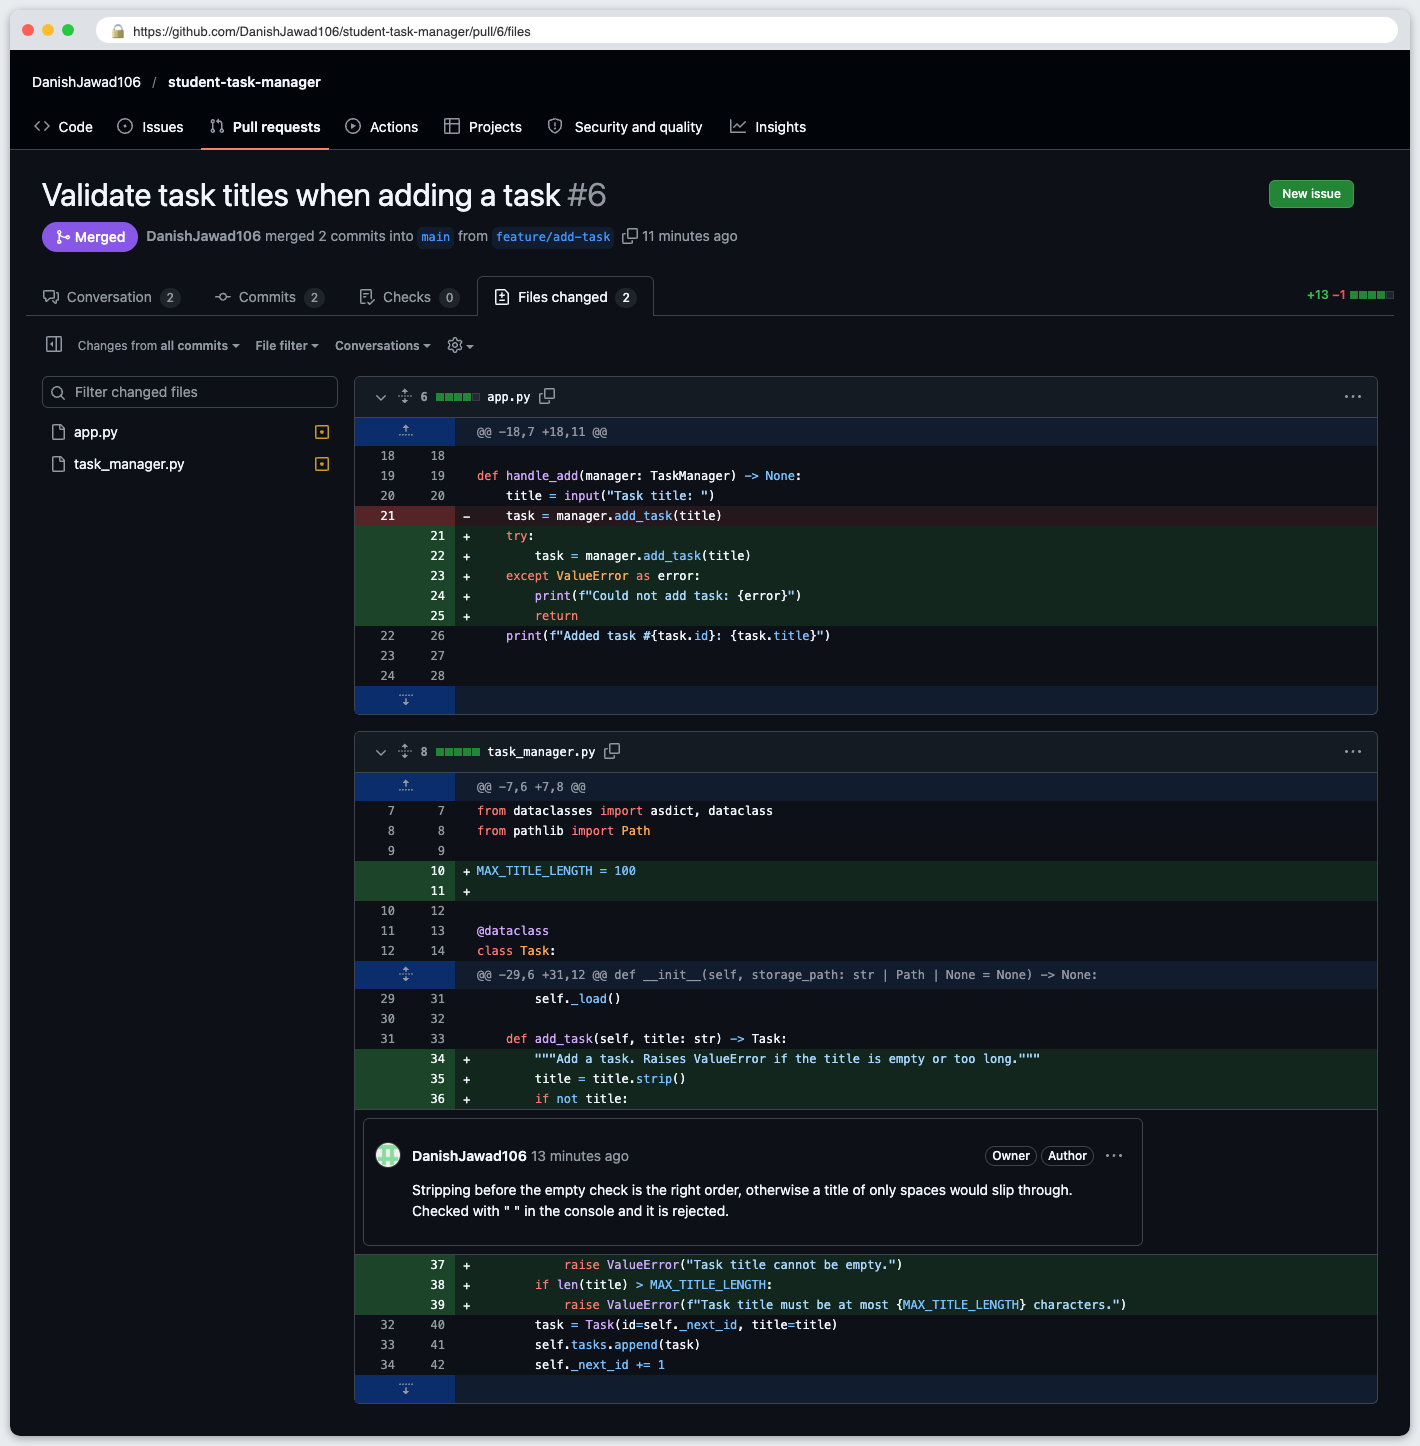 https://github.com/DanishJawad106/student-task-manager/pull/6/files
DanishJawad106 / student-task-manager
Code Issues Pull requests Actions Projects Security and quality Insights
Validate task titles when adding a task #6
New issue
Merged DanishJawad106 merged 2 commits into main from feature/add-task 11 minutes ago
Conversation 2 Commits 2 Checks 0 Files changed 2 +13 −1
Changes from all commits File filter Conversations
Filter changed files
app.py
task_manager.py
6 app.py
@@ -18,7 +18,11 @@
18 18
19 19 def handle_add(manager: TaskManager) -> None:
20 20     title = input("Task title: ")
21 -     task = manager.add_task(title)
21 +     try:
22 +         task = manager.add_task(title)
23 +     except ValueError as error:
24 +         print(f"Could not add task: {error}")
25 +         return
22 26     print(f"Added task #{task.id}: {task.title}")
23 27
24 28
8 task_manager.py
@@ -7,6 +7,8 @@
7 7 from dataclasses import asdict, dataclass
8 8 from pathlib import Path
9 9
10 + MAX_TITLE_LENGTH = 100
11 +
10 12
11 13 @dataclass
12 14 class Task:
@@ -29,6 +31,12 @@ def __init__(self, storage_path: str | Path | None = None) -> None:
29 31         self._load()
30 32
31 33     def add_task(self, title: str) -> Task:
34 +         """Add a task. Raises ValueError if the title is empty or too long."""
35 +         title = title.strip()
36 +         if not title:
DanishJawad106 13 minutes ago Owner Author
Stripping before the empty check is the right order, otherwise a title of only spaces would slip through.
Checked with " " in the console and it is rejected.
37 +             raise ValueError("Task title cannot be empty.")
38 +         if len(title) > MAX_TITLE_LENGTH:
39 +             raise ValueError(f"Task title must be at most {MAX_TITLE_LENGTH} characters.")
32 40         task = Task(id=self._next_id, title=title)
33 41         self.tasks.append(task)
34 42         self._next_id += 1